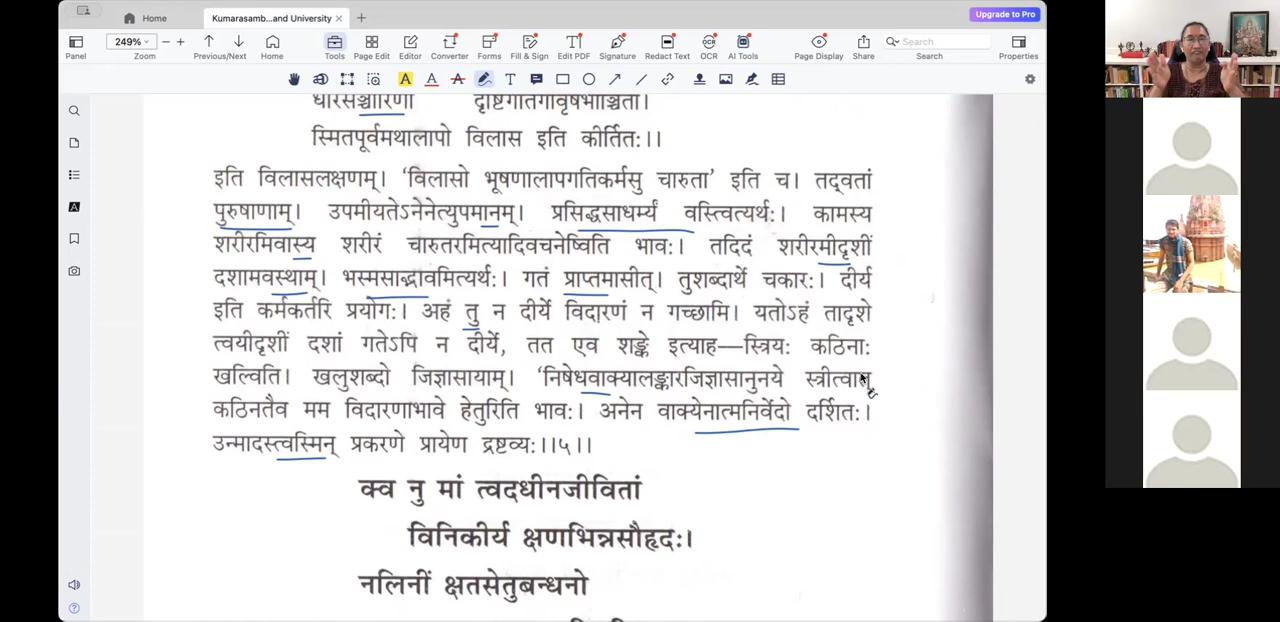 Home
Kumarasamb...and University
Upgrade to Pro
249%
Panel
Zoom
Previous/Next
Home
Tools
Page Edit
Editor
Converter
Forms
Fill & Sign
Edit PDF
Signature
Redact Text
OCR
AI Tools
Page Display
Share
Search
Search
Properties
धीरसञ्चारिणी दृष्टिर्गतिर्गोवृषभाञ्चिता।
स्मितपूर्वमथालापो विलास इति कीर्तितः।।
इति विलासलक्षणम्। 'विलासो भूषणालापगतिकर्मसु चारुता' इति च। तद्वतां
पुरुषाणाम्। उपमीयतेऽनेनेत्युपमानम्। प्रसिद्धसाधर्म्यं वस्त्वित्यर्थः। कामस्य
शरीरमिवास्य शरीरं चारुतरमित्यादिवचनेष्विति भावः। तदिदं शरीरमीदृशीं
दशामवस्थाम्। भस्मसाद्भावमित्यर्थः। गतं प्राप्तमासीत्। तुशब्दार्थे चकारः। दीर्य
इति कर्मकर्तरि प्रयोगः। अहं तु न दीर्ये विदारणं न गच्छामि। यतोऽहं तादृशे
त्वयीदृशीं दशां गतेऽपि न दीर्ये, तत एव शङ्के इत्याह—स्त्रियः कठिनाः
खल्विति। खलुशब्दो जिज्ञासायाम्। 'निषेधवाक्यालङ्कारजिज्ञासानुनये स्त्रीत्वात्
कठिनतैव मम विदारणाभावे हेतुरिति भावः। अनेन वाक्येनात्मनिर्वेदो दर्शितः।
उन्मादस्त्वस्मिन् प्रकरणे प्रायेण द्रष्टव्यः।।५।।
क्व नु मां त्वदधीनजीवितां
विनिकीर्य क्षणभिन्नसौहृदः।
नलिनीं क्षतसेतुबन्धनो